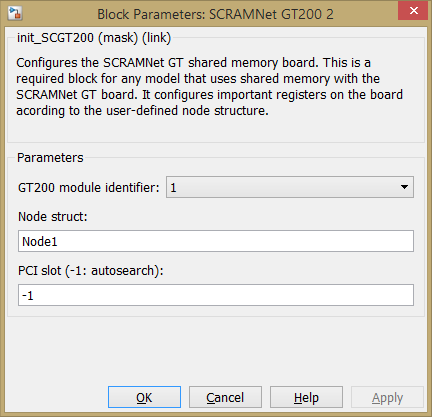 Block Parameters: SCRAMNet GT200 2
init_SCGT200 (mask) (link)
Configures the SCRAMNet GT shared memory board. This is a
required block for any model that uses shared memory with the
SCRAMNet GT board. It configures important registers on the board
acording to the user-defined node structure.
Parameters
GT200 module identifier: 1
Node struct:
Node1
PCI slot (-1: autosearch):
-1
OK Cancel Help Apply